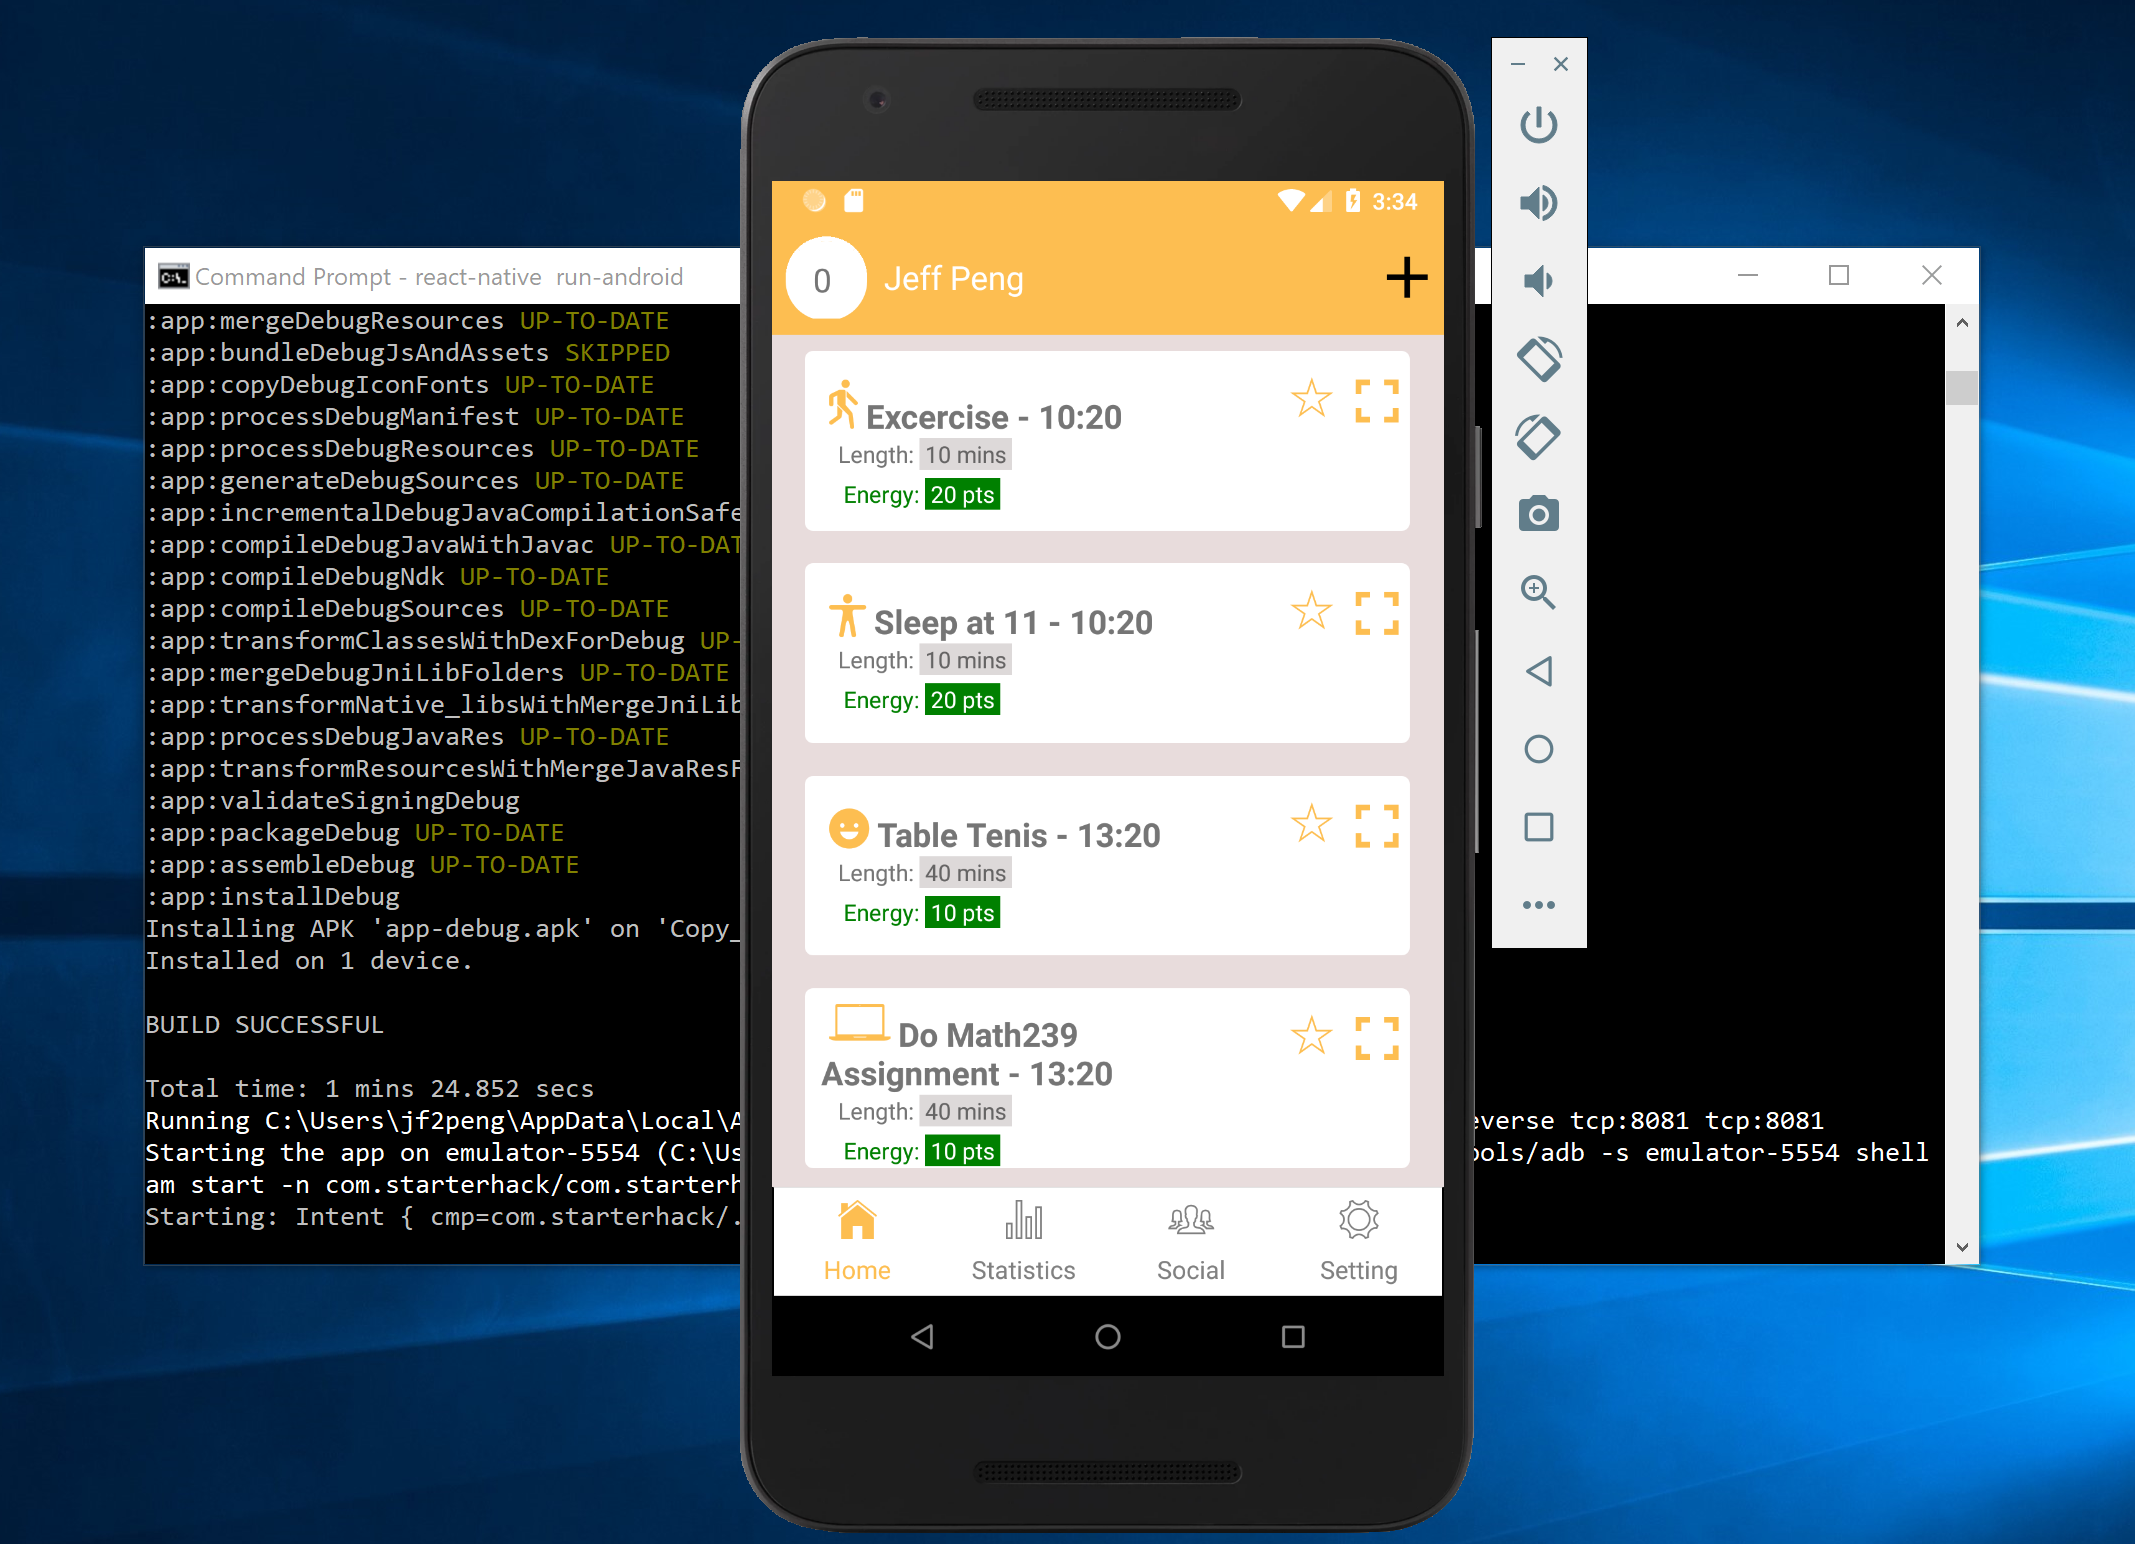 Command Prompt - react-native  run-android
:app:mergeDebugResources UP-TO-DATE
:app:bundleDebugJsAndAssets SKIPPED
:app:copyDebugIconFonts UP-TO-DATE
:app:processDebugManifest UP-TO-DATE
:app:processDebugResources UP-TO-DATE
:app:generateDebugSources UP-TO-DATE
:app:incrementalDebugJavaCompilationSafe
:app:compileDebugJavaWithJavac UP-TO-DAT
:app:compileDebugNdk UP-TO-DATE
:app:compileDebugSources UP-TO-DATE
:app:transformClassesWithDexForDebug UP-
:app:mergeDebugJniLibFolders UP-TO-DATE
:app:transformNative_libsWithMergeJniLib
:app:processDebugJavaRes UP-TO-DATE
:app:transformResourcesWithMergeJavaResF
:app:validateSigningDebug
:app:packageDebug UP-TO-DATE
:app:assembleDebug UP-TO-DATE
:app:installDebug
Installing APK 'app-debug.apk' on 'Copy_
Installed on 1 device.
BUILD SUCCESSFUL
Total time: 1 mins 24.852 secs
Running C:\Users\jf2peng\AppData\Local\A
everse tcp:8081 tcp:8081
Starting the app on emulator-5554 (C:\Us
ools/adb -s emulator-5554 shell
am start -n com.starterhack/com.starterh
Starting: Intent { cmp=com.starterhack/.
3:34
0
Jeff Peng
Excercise - 10:20
Length: 10 mins
Energy: 20 pts
Sleep at 11 - 10:20
Length: 10 mins
Energy: 20 pts
Table Tenis - 13:20
Length: 40 mins
Energy: 10 pts
Do Math239
Assignment - 13:20
Length: 40 mins
Energy: 10 pts
Home
Statistics
Social
Setting